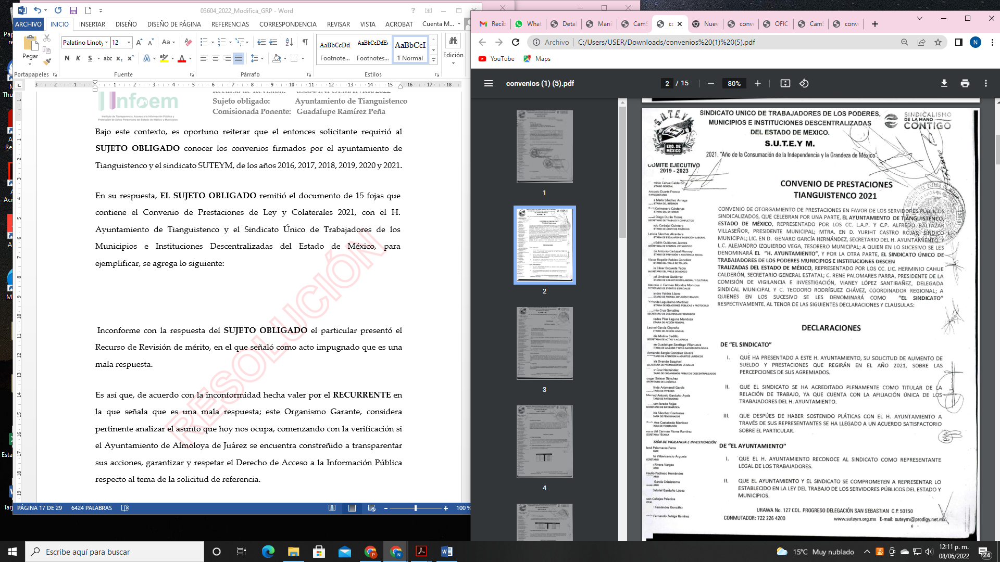 03604_2022_Modifica_GRP - Word
ARCHIVO INICIO INSERTAR DISEÑO DISEÑO DE PÁGINA REFERENCIAS CORRESPONDENCIA REVISAR VISTA ACROBAT Cuenta M...
Palatino Linoty 12
Pegar
Portapapeles Fuente Párrafo Estilos
AaBbCcDd AaBbCcDdEe AaBbCcI
Footnote... Footnotes... ¶ Normal
Edición
Infoem
Instituto de Transparencia, Acceso a la Información Pública y
Protección de Datos Personales del Estado de México y Municipios
Recurso de Revisión: 03604/INFOEM/IP/RR/2022
Sujeto obligado: Ayuntamiento de Tianguistenco
Comisionada Ponente: Guadalupe Ramírez Peña
Bajo este contexto, es oportuno reiterar que el entonces solicitante requirió al
SUJETO OBLIGADO conocer los convenios firmados por el ayuntamiento de
Tianguistenco y el sindicato SUTEYM, de los años 2016, 2017, 2018, 2019, 2020 y 2021.
En su respuesta, EL SUJETO OBLIGADO remitió el documento de 15 fojas que
contiene el Convenio de Prestaciones de Ley y Colaterales 2021, con el H.
Ayuntamiento de Tianguistenco y el Sindicato Único de Trabajadores de los
Municipios e Instituciones Descentralizadas del Estado de México, para
ejemplificar, se agrega lo siguiente:
RESOLUCIÓN
Inconforme con la respuesta del SUJETO OBLIGADO el particular presentó el
Recurso de Revisión de mérito, en el que señaló como acto impugnado que es una
mala respuesta.
Es así que, de acuerdo con la inconformidad hecha valer por el RECURRENTE en
la que señala que es una mala respuesta; este Organismo Garante, considera
pertinente analizar el asunto que hoy nos ocupa, comenzando con la verificación si
el Ayuntamiento de Almoloya de Juárez se encuentra constreñido a transparentar
sus acciones, garantizar y respetar el Derecho de Acceso a la Información Pública
respecto al tema de la solicitud de referencia.
PÁGINA 17 DE 29 6424 PALABRAS 100 %
Recib What Detal Mani CamS co Nuev conve OFIC CamS conve
Archivo C:/Users/USER/Downloads/convenios%20(1)%20(5).pdf
YouTube Maps
convenios (1) (5).pdf 2 / 15 80%
1
2
3
4
SINDICATO UNICO DE TRABAJADORES DE LOS PODERES,
MUNICIPIOS E INSTITUCIONES DESCENTRALIZADAS
DEL ESTADO DE MEXICO.
S.U.T.E.Y M.
S.U.T.E.Y.M.
EDO. DE MEXICO
SINDICALISMO
DE LA MANO
CONTIGO
2021. "Año de la Consumación de la Independencia y la Grandeza de México".
COMITE EJECUTIVO
2019 - 2023
CONVENIO DE PRESTACIONES
TIANGUISTENCO 2021
CONVENIO DE OTORGAMIENTO DE PRESTACIONES EN FAVOR DE LOS SERVIDORES PÚBLICOS
SINDICALIZADOS, QUE CELEBRAN POR UNA PARTE, EL AYUNTAMIENTO DE TIANGUISTENCO,
ESTADO DE MÉXICO, REPRESENTADO POR LOS CC. L.A.P. Y C.P. ALFREDO BALTAZAR
VILLASEÑOR, PRESIDENTE MUNICIPAL; MTRA. EN D. YURIHT CASTRO ROJAS, SÍNDICO
MUNICIPAL; LIC. EN D. GENARO GARCÍA HERNÁNDEZ, SECRETARIO DEL H. AYUNTAMIENTO Y
L.C. ALEJANDRO IZQUIERDO VEGA, TESORERO MUNICIPAL; A QUIEN EN LO SUCESIVO SE LES
DENOMINARÁ EL "H. AYUNTAMIENTO", Y POR LA OTRA PARTE, EL SINDICATO ÚNICO DE
TRABAJADORES DE LOS PODERES MUNICIPIOS E INSTITUCIONES DESCEN
TRALIZADAS DEL ESTADO DE MÉXICO, REPRESENTADO POR LOS CC. LIC. HERMINIO CAHUE
CALDERÓN, SECRETARIO GENERAL ESTATAL; C. RENE PALOMARES PARRA, PRESIDENTE DE LA
COMISIÓN DE VIGILANCIA E INVESTIGACIÓN, VIANEY LÓPEZ SANTIBAÑEZ, DELEGADA
SINDICAL MUNICIPAL Y C. TEODORO RODRÍGUEZ CHÁVEZ, COORDINADOR REGIONAL; A
QUIENES EN LOS SUCESIVO SE LES DENOMINARÁ COMO "EL SINDICATO"
RESPECTIVAMENTE. AL TENOR DE LAS SIGUIENTES DECLARACIONES Y CLAUSULAS:
DECLARACIONES
DE "EL SINDICATO"
I. QUE HA PRESENTADO A ESTE H. AYUNTAMIENTO, SU SOLICITUD DE AUMENTO DE
SUELDO Y PRESTACIONES QUE REGIRÁN EN EL AÑO 2021, SOBRE LAS
PERCEPCIONES DE SUS AGREMIADOS.
II. QUE EL SINDICATO SE HA ACREDITADO PLENAMENTE COMO TITULAR DE LA
RELACIÓN DE TRABAJO, YA QUE CUENTA CON LA AFILIACIÓN ÚNICA DE LOS
TRABAJADORES DEL H. AYUNTAMIENTO.
III. QUE DESPÚES DE HABER SOSTENIDO PLÁTICAS CON EL H. AYUNTAMIENTO A
TRAVÉS DE SUS REPRESENTANTES SE HA LLEGADO A UN ACUERDO SATISFACTORIO
SOBRE EL PARTICULAR.
DE "EL AYUNTAMIENTO"
I. QUE EL H. AYUNTAMIENTO RECONOCE AL SINDICATO COMO REPRESENTANTE
LEGAL DE LOS TRABAJADORES.
II. QUE EL AYUNTAMIENTO Y EL SINDICATO SE COMPROMETEN A REPRESENTAR LO
ESTABLECIDO EN LA LEY DEL TRABAJO DE LOS SERVIDORES PÚBLICOS DEL ESTADO Y
MUNICIPIOS.
URAWA No. 127 COL. PROGRESO DELEGACIÓN SAN SEBASTIAN C.P. 50150
CONMUTADOR: 722 226 4200 www.suteym.org.mx E-mail: suteym@prodigy.net.mx
Escribe aquí para buscar
15°C Muy nublado
12:11 p. m.
08/06/2022
24